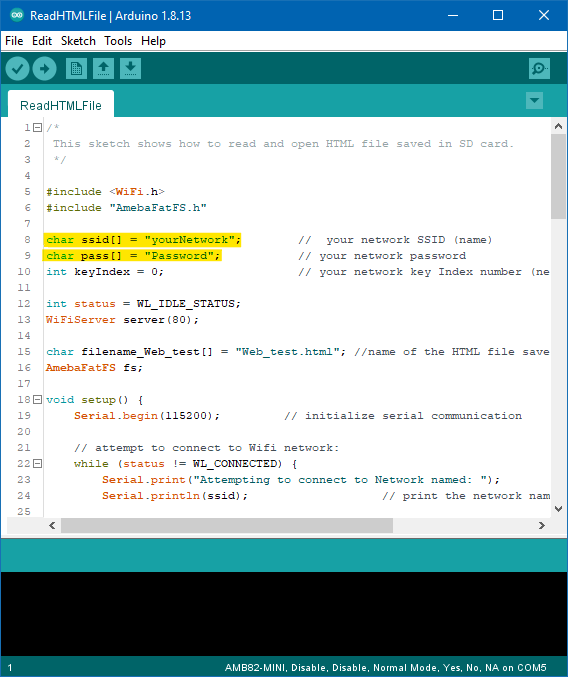 ReadHTMLFile | Arduino 1.8.13
File Edit Sketch Tools Help
ReadHTMLFile
1 /*
2 This sketch shows how to read and open HTML file saved in SD card.
3 */
4
5 #include <WiFi.h>
6 #include "AmebaFatFS.h"
7
8 char ssid[] = "yourNetwork"; // your network SSID (name)
9 char pass[] = "Password"; // your network password
10 int keyIndex = 0; // your network key Index number (ne
11
12 int status = WL_IDLE_STATUS;
13 WiFiServer server(80);
14
15 char filename_Web_test[] = "Web_test.html"; //name of the HTML file save
16 AmebaFatFS fs;
17
18 void setup() {
19 Serial.begin(115200); // initialize serial communication
20
21 // attempt to connect to Wifi network:
22 while (status != WL_CONNECTED) {
23 Serial.print("Attempting to connect to Network named: ");
24 Serial.println(ssid); // print the network nam
25
1 AMB82-MINI, Disable, Disable, Normal Mode, Yes, No, NA on COM5